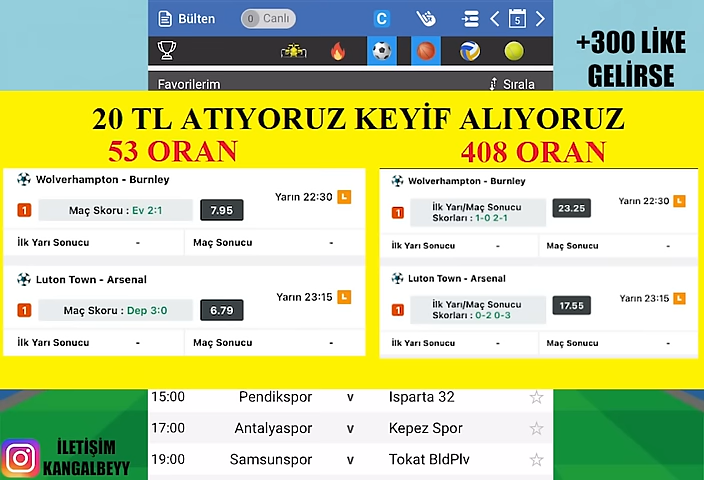 Bülten
0 Canlı
C
5
+300 LİKE
GELİRSE
Favorilerim
Sırala
20 TL ATIYORUZ KEYİF ALIYORUZ
53 ORAN
408 ORAN
Wolverhampton - Burnley
Yarın 22:30 L
1 Maç Skoru : Ev 2:1 7.95
İlk Yarı Sonucu - Maç Sonucu -
Luton Town - Arsenal
Yarın 23:15 L
1 Maç Skoru : Dep 3:0 6.79
İlk Yarı Sonucu - Maç Sonucu -
Wolverhampton - Burnley
Yarın 22:30 L
1 İlk Yarı/Maç Sonucu 23.25
Skorları : 1-0 2-1
İlk Yarı Sonucu - Maç Sonucu -
Luton Town - Arsenal
Yarın 23:15 L
1 İlk Yarı/Maç Sonucu 17.55
Skorları : 0-2 0-3
İlk Yarı Sonucu - Maç Sonucu -
15:00 Pendikspor v Isparta 32
17:00 Antalyaspor v Kepez Spor
19:00 Samsunspor v Tokat BldPlv
İLETİŞİM
KANGALBEYY